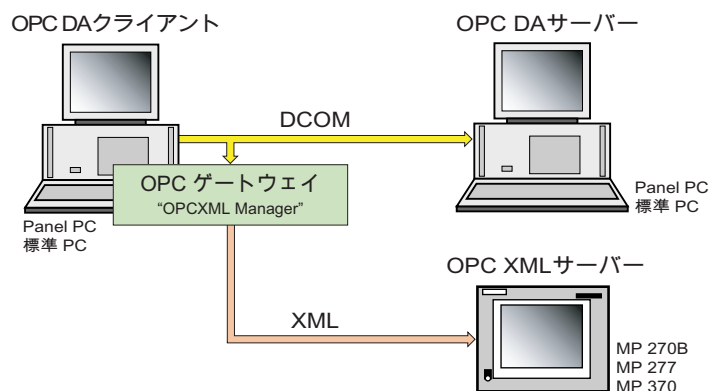 OPC DAクライアント
OPC DAサーバー
DCOM
OPC ゲートウェイ
“OPCXML Manager”
Panel PC
標準 PC
Panel PC
標準 PC
OPC XMLサーバー
XML
MP 270B
MP 277
MP 370